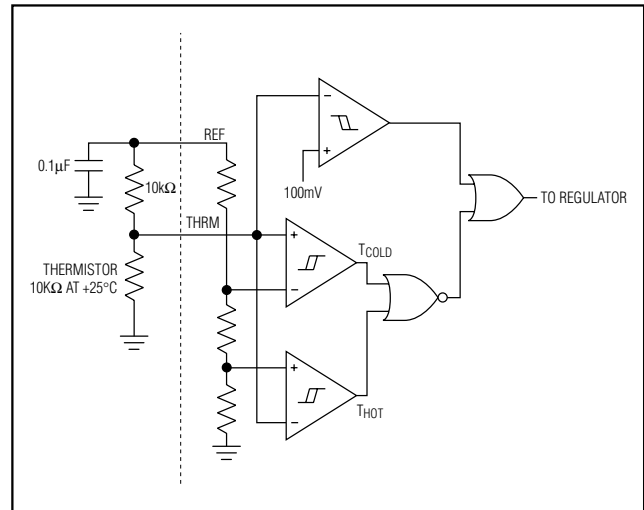 REF
0.1μF
10kΩ
THRM
THERMISTOR
10KΩ AT +25°C
−
+
100mV
TO REGULATOR
+
TCOLD
−
+
THOT
−